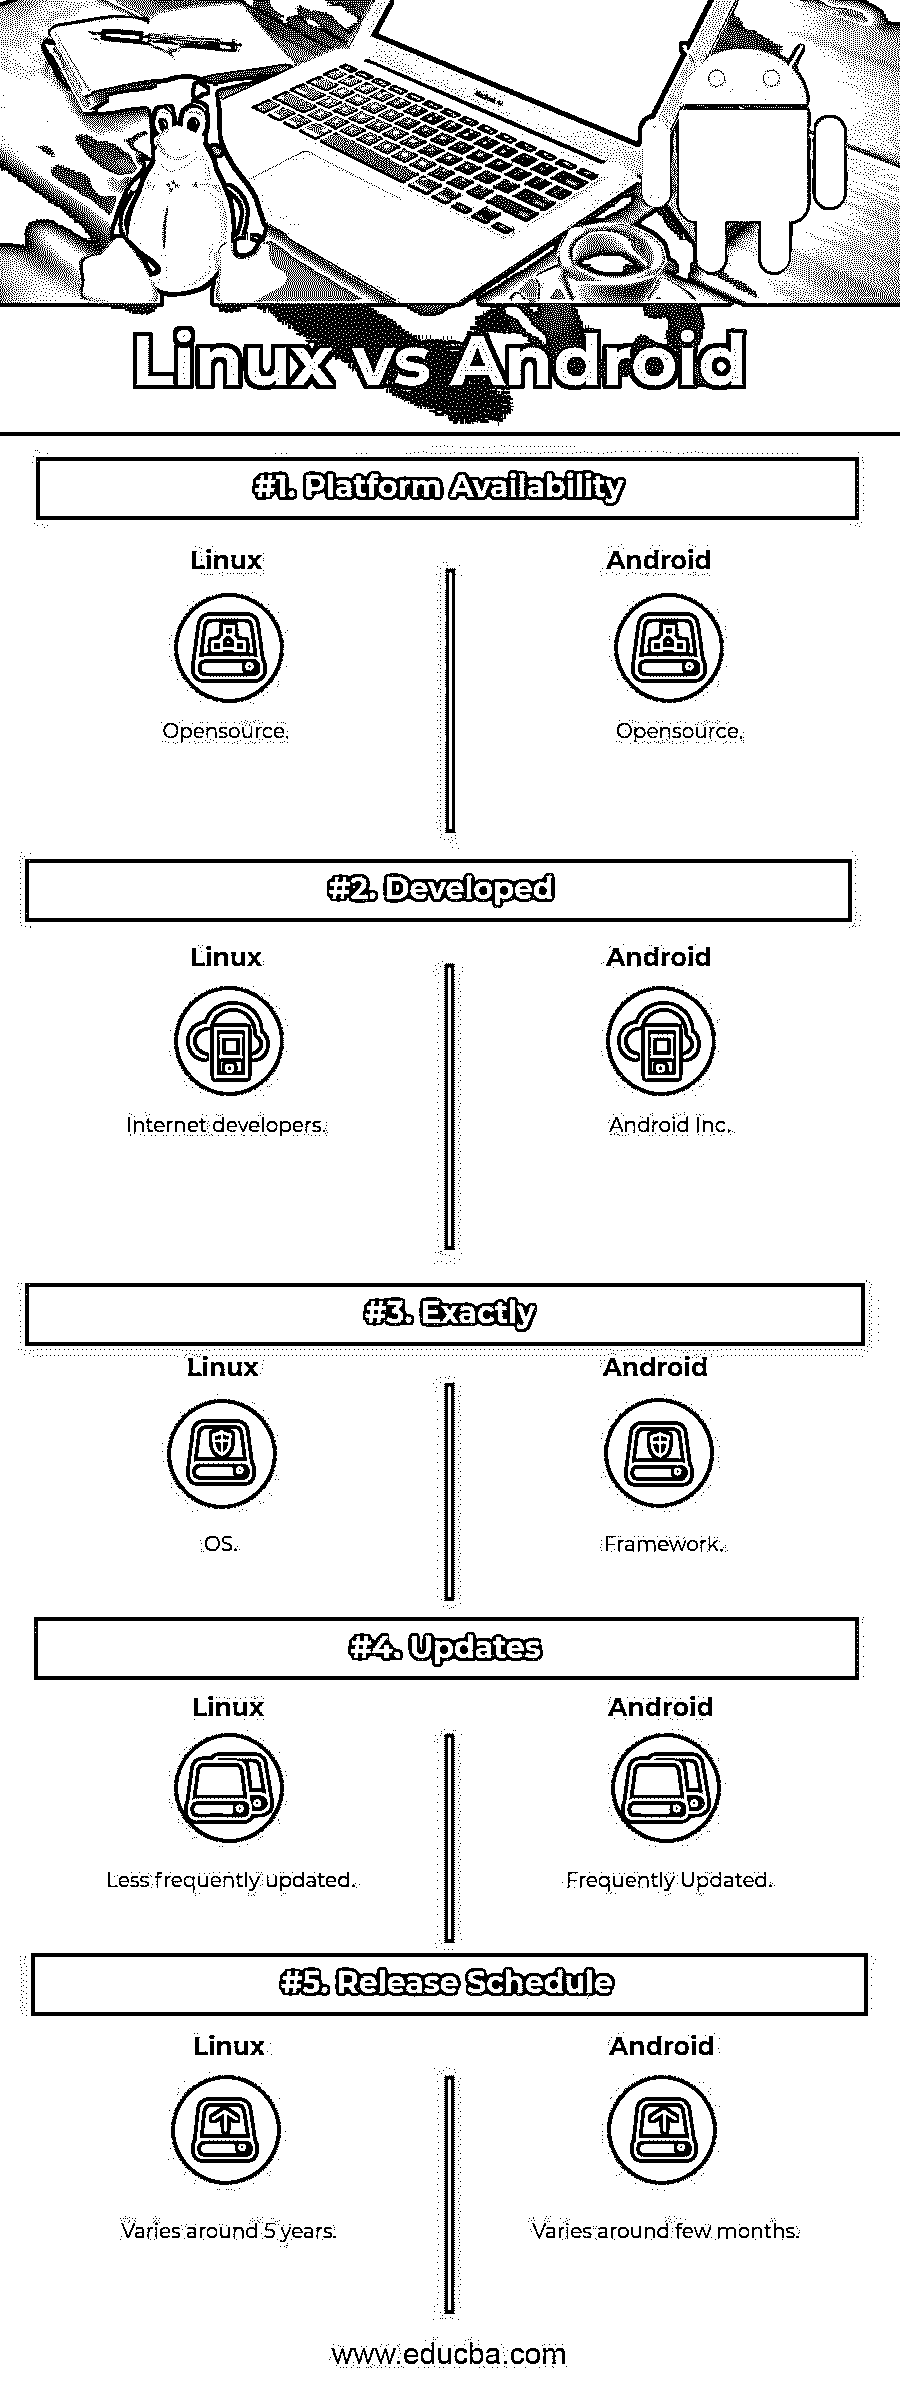 Linux vs Android
#1. Platform Availability
Linux Android
Opensource. Opensource.
#2. Developed
Linux Android
Internet developers. Android Inc.
#3. Exactly
Linux Android
OS. Framework.
#4. Updates
Linux Android
Less frequently updated. Frequently Updated.
#5. Release Schedule
Linux Android
Varies around 5 years. Varies around few months.
www.educba.com